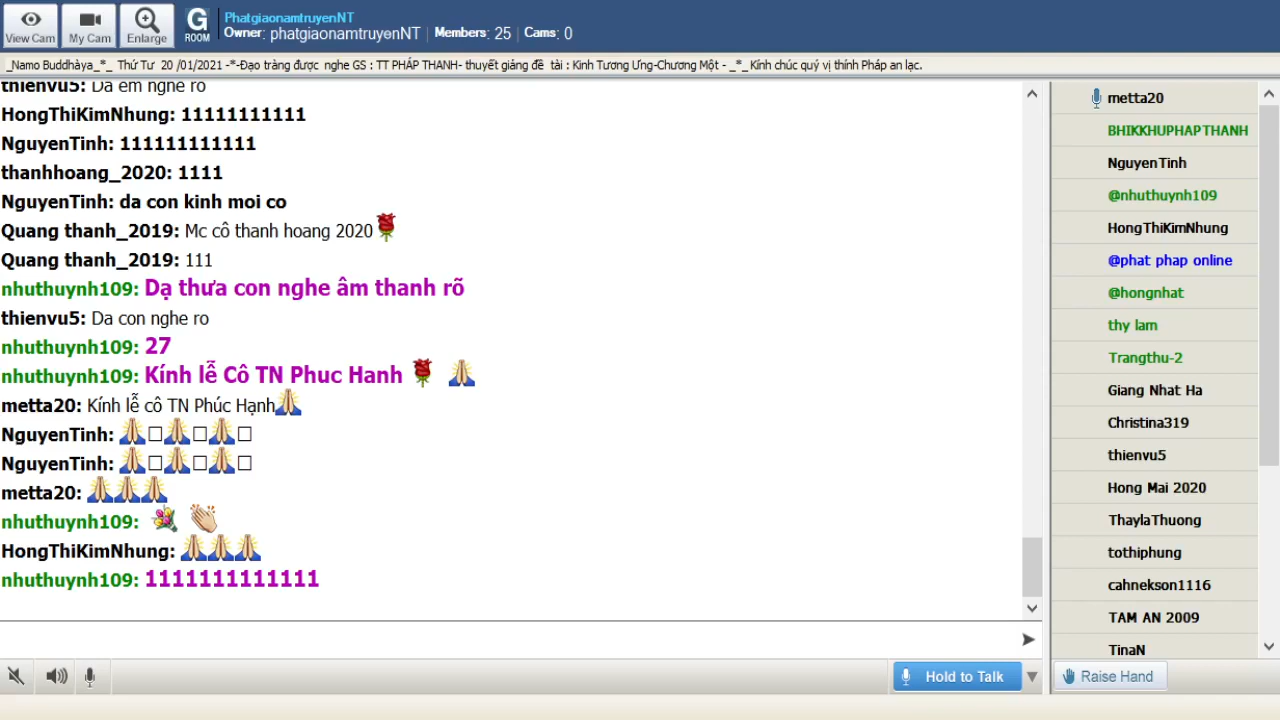 View Cam
My Cam
Enlarge
G
ROOM
PhatgiaonamtruyenNT
Owner: phatgiaonamtruyenNT | Members: 25 | Cams: 0
_Namo Buddhàya_*_ Thứ Tư 20 /01/2021 -*-Đạo tràng được nghe GS : TT PHÁP THANH- thuyết giảng đề tài : Kinh Tương Ưng-Chương Một - _*_Kính chúc quý vị thính Pháp an lạc.
thienvu5: Da em nghe ro
HongThiKimNhung: 11111111111
NguyenTinh: 111111111111
thanhhoang_2020: 1111
NguyenTinh: da con kinh moi co
Quang thanh_2019: Mc cô thanh hoang 2020🌹
Quang thanh_2019: 111
nhuthuynh109: Dạ thưa con nghe âm thanh rõ
thienvu5: Da con nghe ro
nhuthuynh109: 27
nhuthuynh109: Kính lễ Cô TN Phuc Hanh 🌹 🙏
metta20: Kính lễ cô TN Phúc Hạnh🙏
NguyenTinh: 🙏□🙏□🙏□
NguyenTinh: 🙏□🙏□🙏□
metta20: 🙏🙏🙏
nhuthuynh109: 💐 👏
HongThiKimNhung: 🙏🙏🙏
nhuthuynh109: 1111111111111
metta20
BHIKKHUPHAPTHANH
NguyenTinh
@nhuthuynh109
HongThiKimNhung
@phat phap online
@hongnhat
thy lam
Trangthu-2
Giang Nhat Ha
Christina319
thienvu5
Hong Mai 2020
ThaylaThuong
tothiphung
cahnekson1116
TAM AN 2009
TinaN
Hold to Talk
Raise Hand